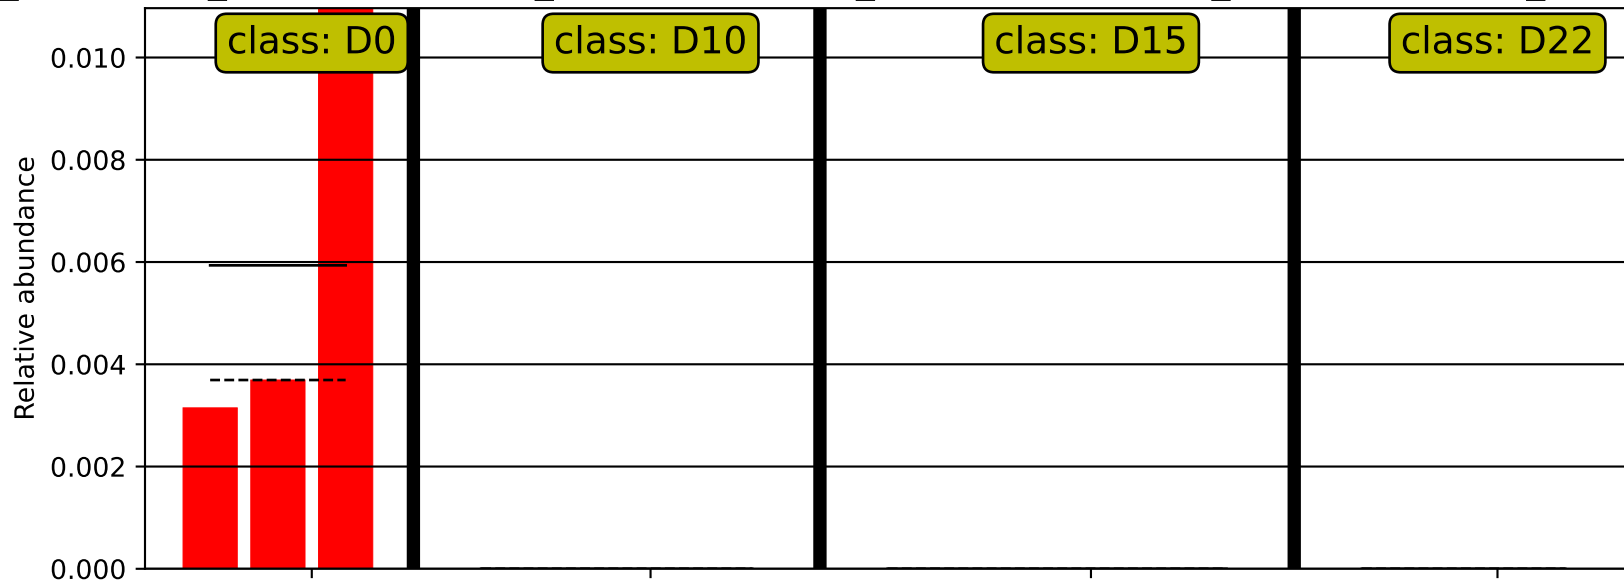 class: D0
class: D10
class: D15
class: D22
0.010
0.008
0.006
0.004
0.002
0.000
Relative abundance